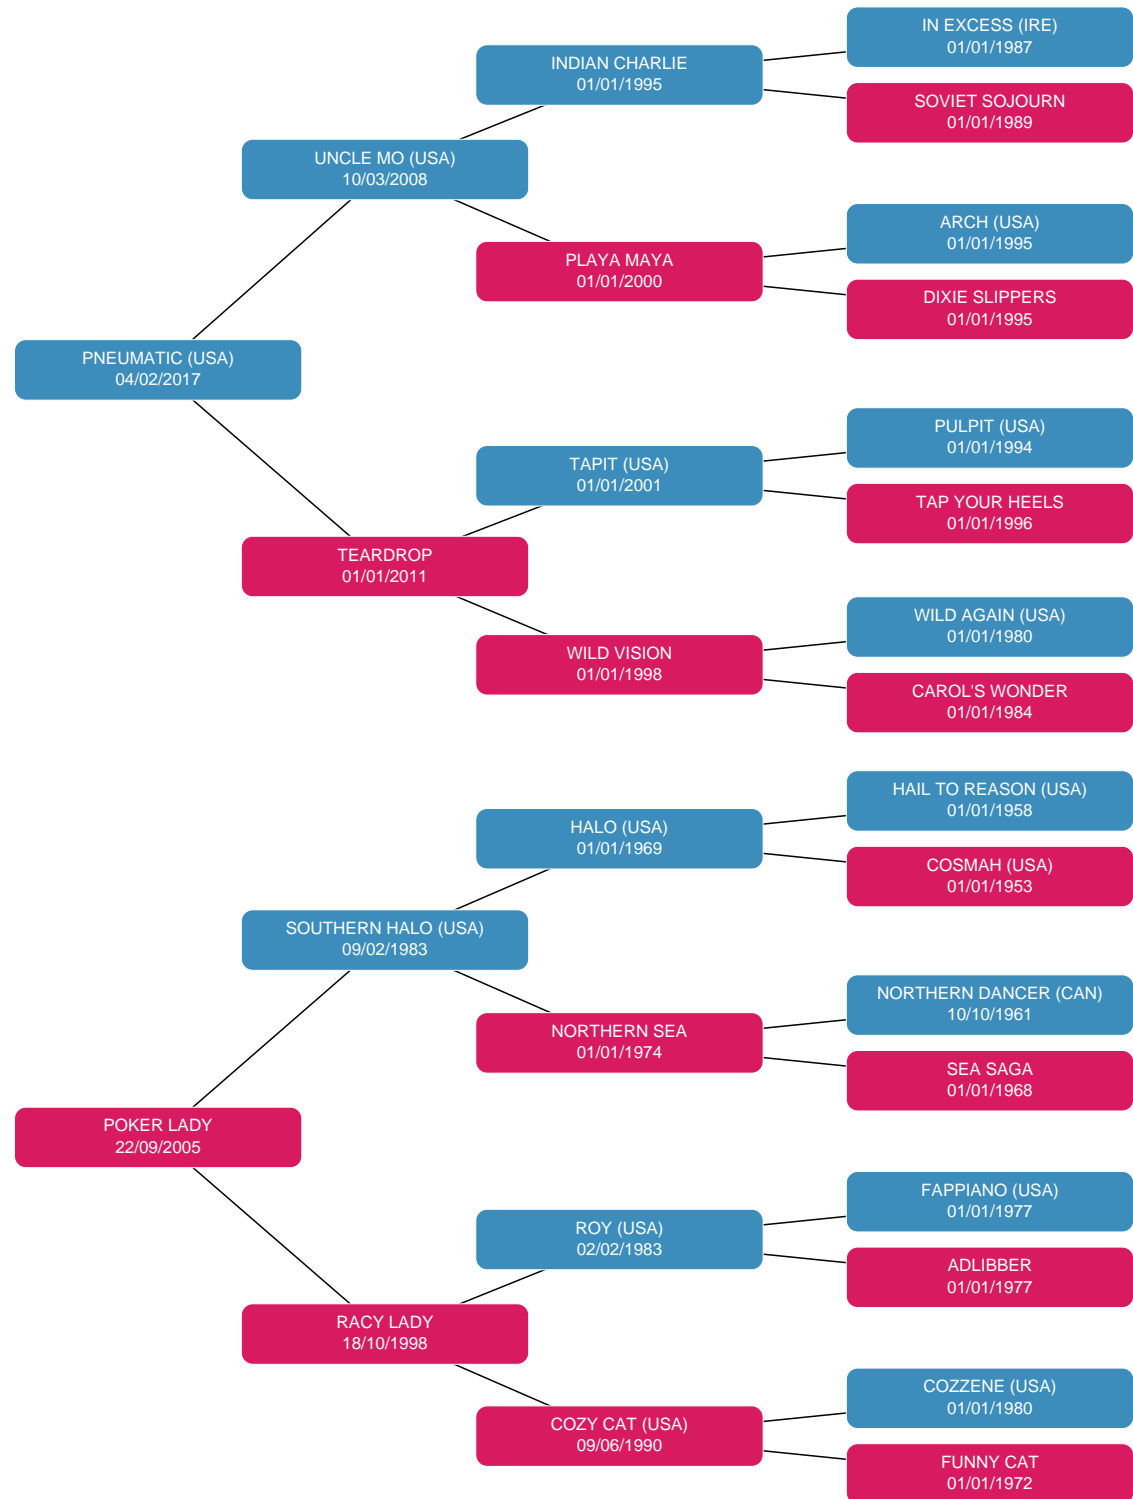 IN EXCESS (IRE)
01/01/1987
INDIAN CHARLIE
01/01/1995
SOVIET SOJOURN
01/01/1989
UNCLE MO (USA)
10/03/2008
ARCH (USA)
01/01/1995
PLAYA MAYA
01/01/2000
DIXIE SLIPPERS
01/01/1995
PNEUMATIC (USA)
04/02/2017
PULPIT (USA)
01/01/1994
TAPIT (USA)
01/01/2001
TAP YOUR HEELS
01/01/1996
TEARDROP
01/01/2011
WILD AGAIN (USA)
01/01/1980
WILD VISION
01/01/1998
CAROL'S WONDER
01/01/1984
HAIL TO REASON (USA)
01/01/1958
HALO (USA)
01/01/1969
COSMAH (USA)
01/01/1953
SOUTHERN HALO (USA)
09/02/1983
NORTHERN DANCER (CAN)
10/10/1961
NORTHERN SEA
01/01/1974
SEA SAGA
01/01/1968
POKER LADY
22/09/2005
FAPPIANO (USA)
01/01/1977
ROY (USA)
02/02/1983
ADLIBBER
01/01/1977
RACY LADY
18/10/1998
COZZENE (USA)
01/01/1980
COZY CAT (USA)
09/06/1990
FUNNY CAT
01/01/1972